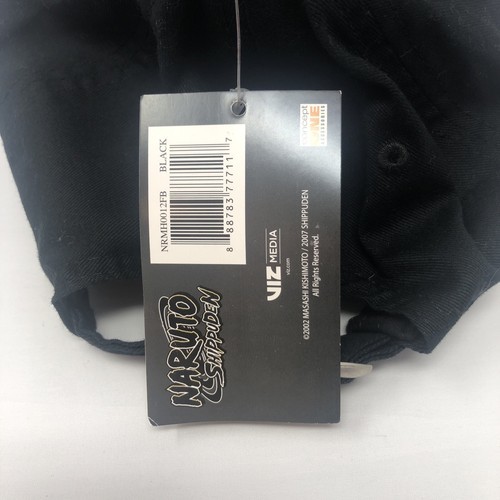 NRMH0012FB BLACK
8 88783 77711 7
concept
ONE
ACCESSORIES
VIZ MEDIA
viz.com
©2002 MASASHI KISHIMOTO / 2007 SHIPPUDEN
All Rights Reserved.
NARUTO
SHIPPUDEN